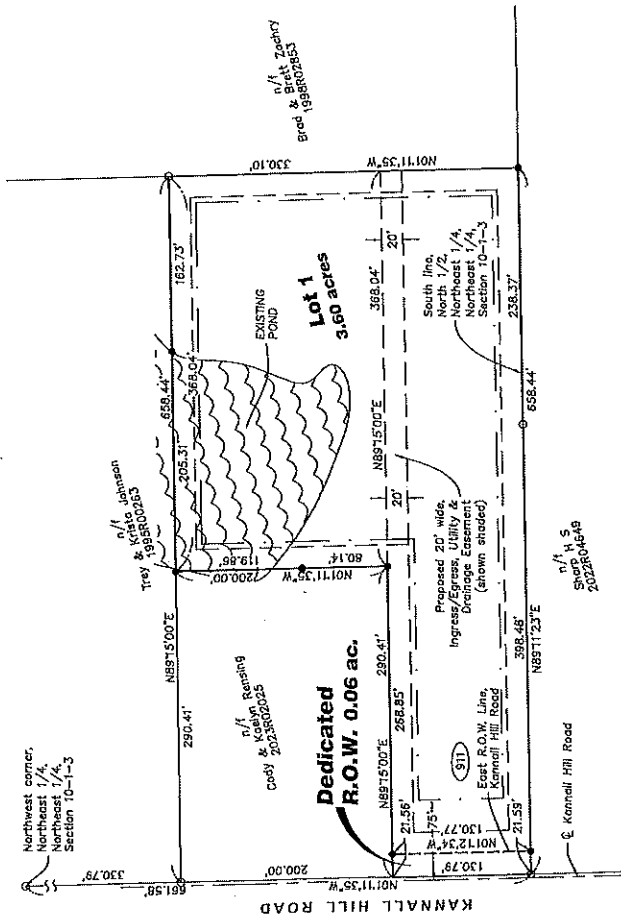 Northwest corner,
Northeast 1/4,
Northeast 1/4,
Section 10-1-3
330.79'
661.58'
KANNALL HILL ROAD
N89°15'00"E
290.41'
n/f
Trey & Krista Johnson
1995R00263
658.44'
205.31'
368.04'
162.73'
n/f
Brad & Brett Zachry
1998R02853
330.10'
N01°11'35"W
n/f
Cody & Kaelyn Rensing
2023R02025
200.00'
N01°11'35"W
119.86'
200.00'
N01°11'35"W
80.14'
EXISTING
POND
Lot 1
3.60 acres
Dedicated
R.O.W. 0.06 ac.
N89°15'00"E
290.41'
268.85'
21.56'
N89°15'00"E
368.04'
20'
20'
Proposed 20' wide,
Ingress/Egress, Utility &
Drainage Easement
(shown shaded)
South line,
North 1/2,
Northeast 1/4,
Northeast 1/4,
Section 10-1-3
130.79'
75'
130.77'
N01°12'34"W
911
East R.O.W. Line,
Kannall Hill Road
21.59'
398.48'
N89°11'23"E
658.44'
238.37'
n/f
Sharp H S
2022R04649
℄ Kannall Hill Road